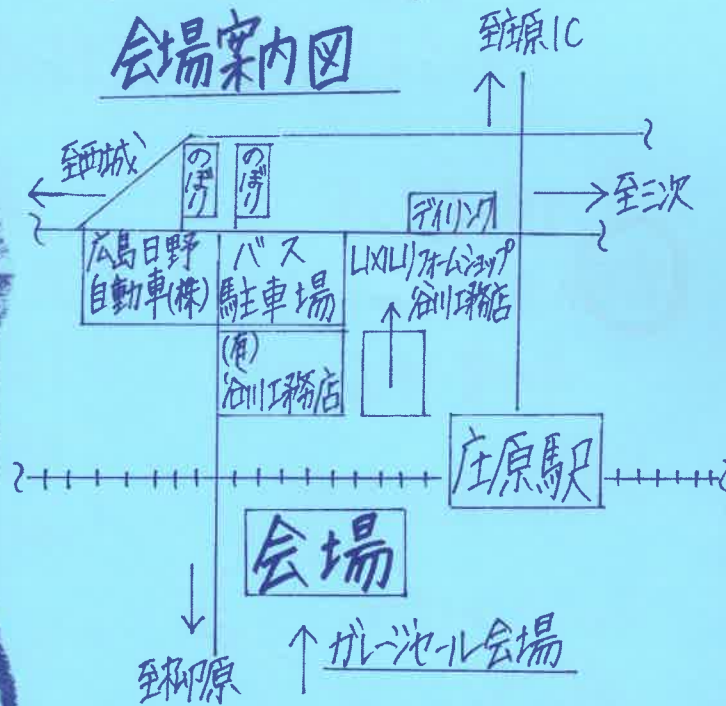 会場案内図
至庄原IC
至西城
のぼり
のぼり
ディリング
至三次
広島日野
自動車(株)
バス
駐車場
LIXILリフォームショップ
谷川工務店
(有)
谷川工務店
庄原駅
会場
ガレージセール会場